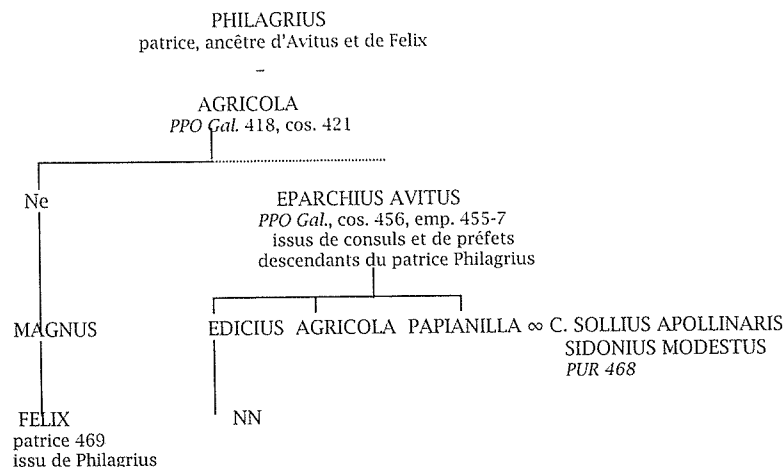 PHILAGRIUS
patrice, ancêtre d'Avitus et de Felix
–
AGRICOLA
PPO Gal. 418, cos. 421
Ne
EPARCHIUS AVITUS
PPO Gal., cos. 456, emp. 455-7
issus de consuls et de préfets
descendants du patrice Philagrius
MAGNUS
EDICIUS AGRICOLA PAPIANILLA ∞ C. SOLLIUS APOLLINARIS
SIDONIUS MODESTUS
PUR 468
FELIX
patrice 469
issu de Philagrius
NN